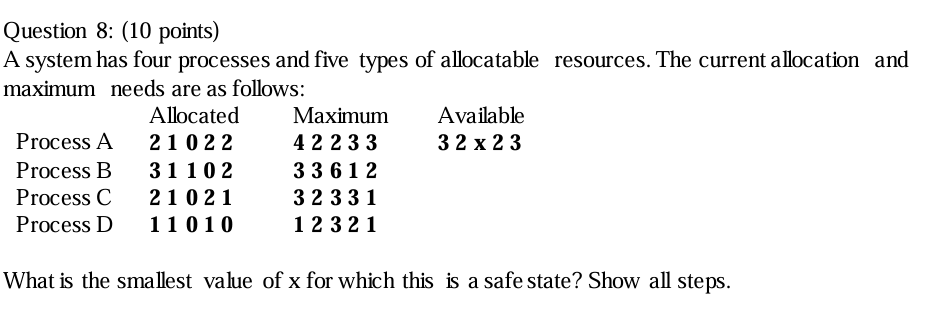 Question 8: (10 points)
A system has four processes and five types of allocatable resources. The current allocation and
maximum needs are as follows:
Allocated Maximum Available
Process A 2 1 0 2 2 4 2 2 3 3 3 2 x 2 3
Process B 3 1 1 0 2 3 3 6 1 2
Process C 2 1 0 2 1 3 2 3 3 1
Process D 1 1 0 1 0 1 2 3 2 1
What is the smallest value of x for which this is a safe state? Show all steps.